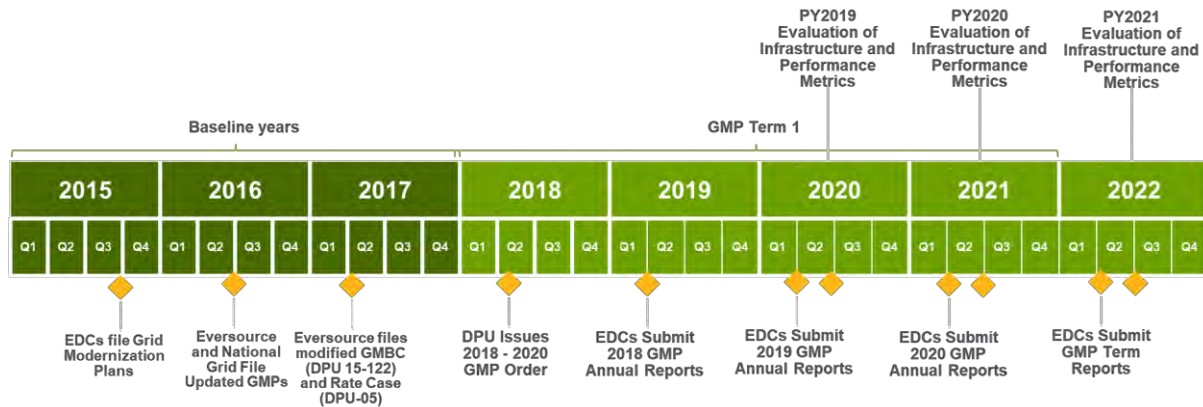 PY2019
Evaluation of
Infrastructure and
Performance
Metrics
PY2020
Evaluation of
Infrastructure and
Performance
Metrics
PY2021
Evaluation of
Infrastructure and
Performance
Metrics
Baseline years
GMP Term 1
2015 2016 2017 2018 2019 2020 2021 2022
Q1 Q2 Q3 Q4 Q1 Q2 Q3 Q4 Q1 Q2 Q3 Q4 Q1 Q2 Q3 Q4 Q1 Q2 Q3 Q4 Q1 Q2 Q3 Q4 Q1 Q2 Q3 Q4 Q1 Q2 Q3 Q4
EDCs file Grid
Modernization
Plans
Eversource
and National
Grid File
Updated GMPs
Eversource files
modified GMBC
(DPU 15-122)
and Rate Case
(DPU-05)
DPU Issues
2018 - 2020
GMP Order
EDCs Submit
2018 GMP
Annual Reports
EDCs Submit
2019 GMP
Annual Reports
EDCs Submit
2020 GMP
Annual Reports
EDCs Submit
GMP Term
Reports